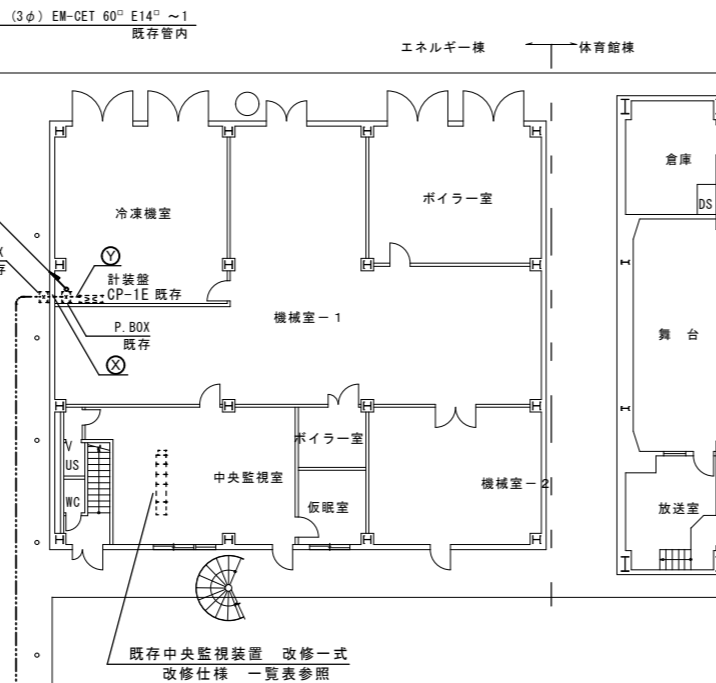 (3φ) EM-CET 60□ E14□ ～1
既存管内
エネルギー棟
体育館棟
倉庫
DS
冷凍機室
ボイラー室
X
存
Ⓨ
計装盤
CP-1E 既存
P.BOX
既存
Ⓧ
機械室－1
舞 台
V
US
WC
ボイラー室
中央監視室
機械室－2
仮眠室
放送室
既存中央監視装置 改修一式
改修仕様 一覧表参照